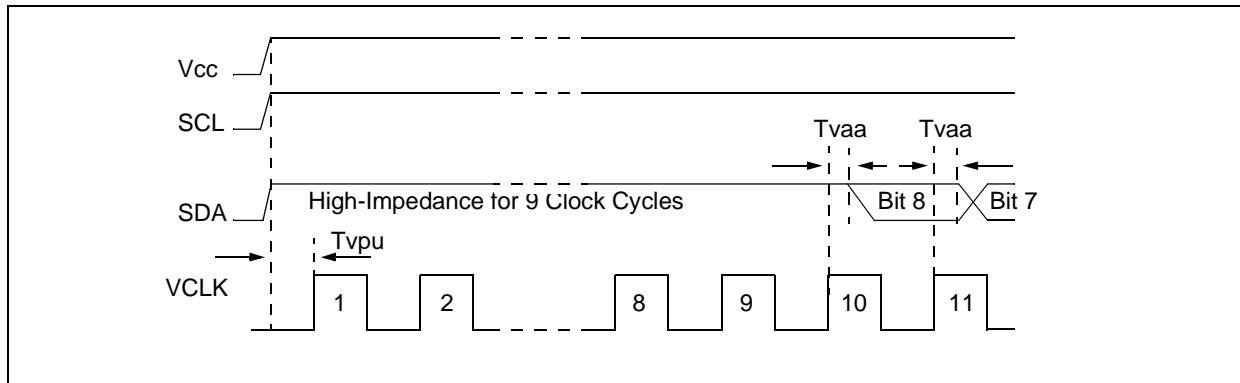 Vcc
SCL
Tvaa Tvaa
SDA
High-Impedance for 9 Clock Cycles
Bit 8
Bit 7
Tvpu
VCLK
1 2 8 9 10 11